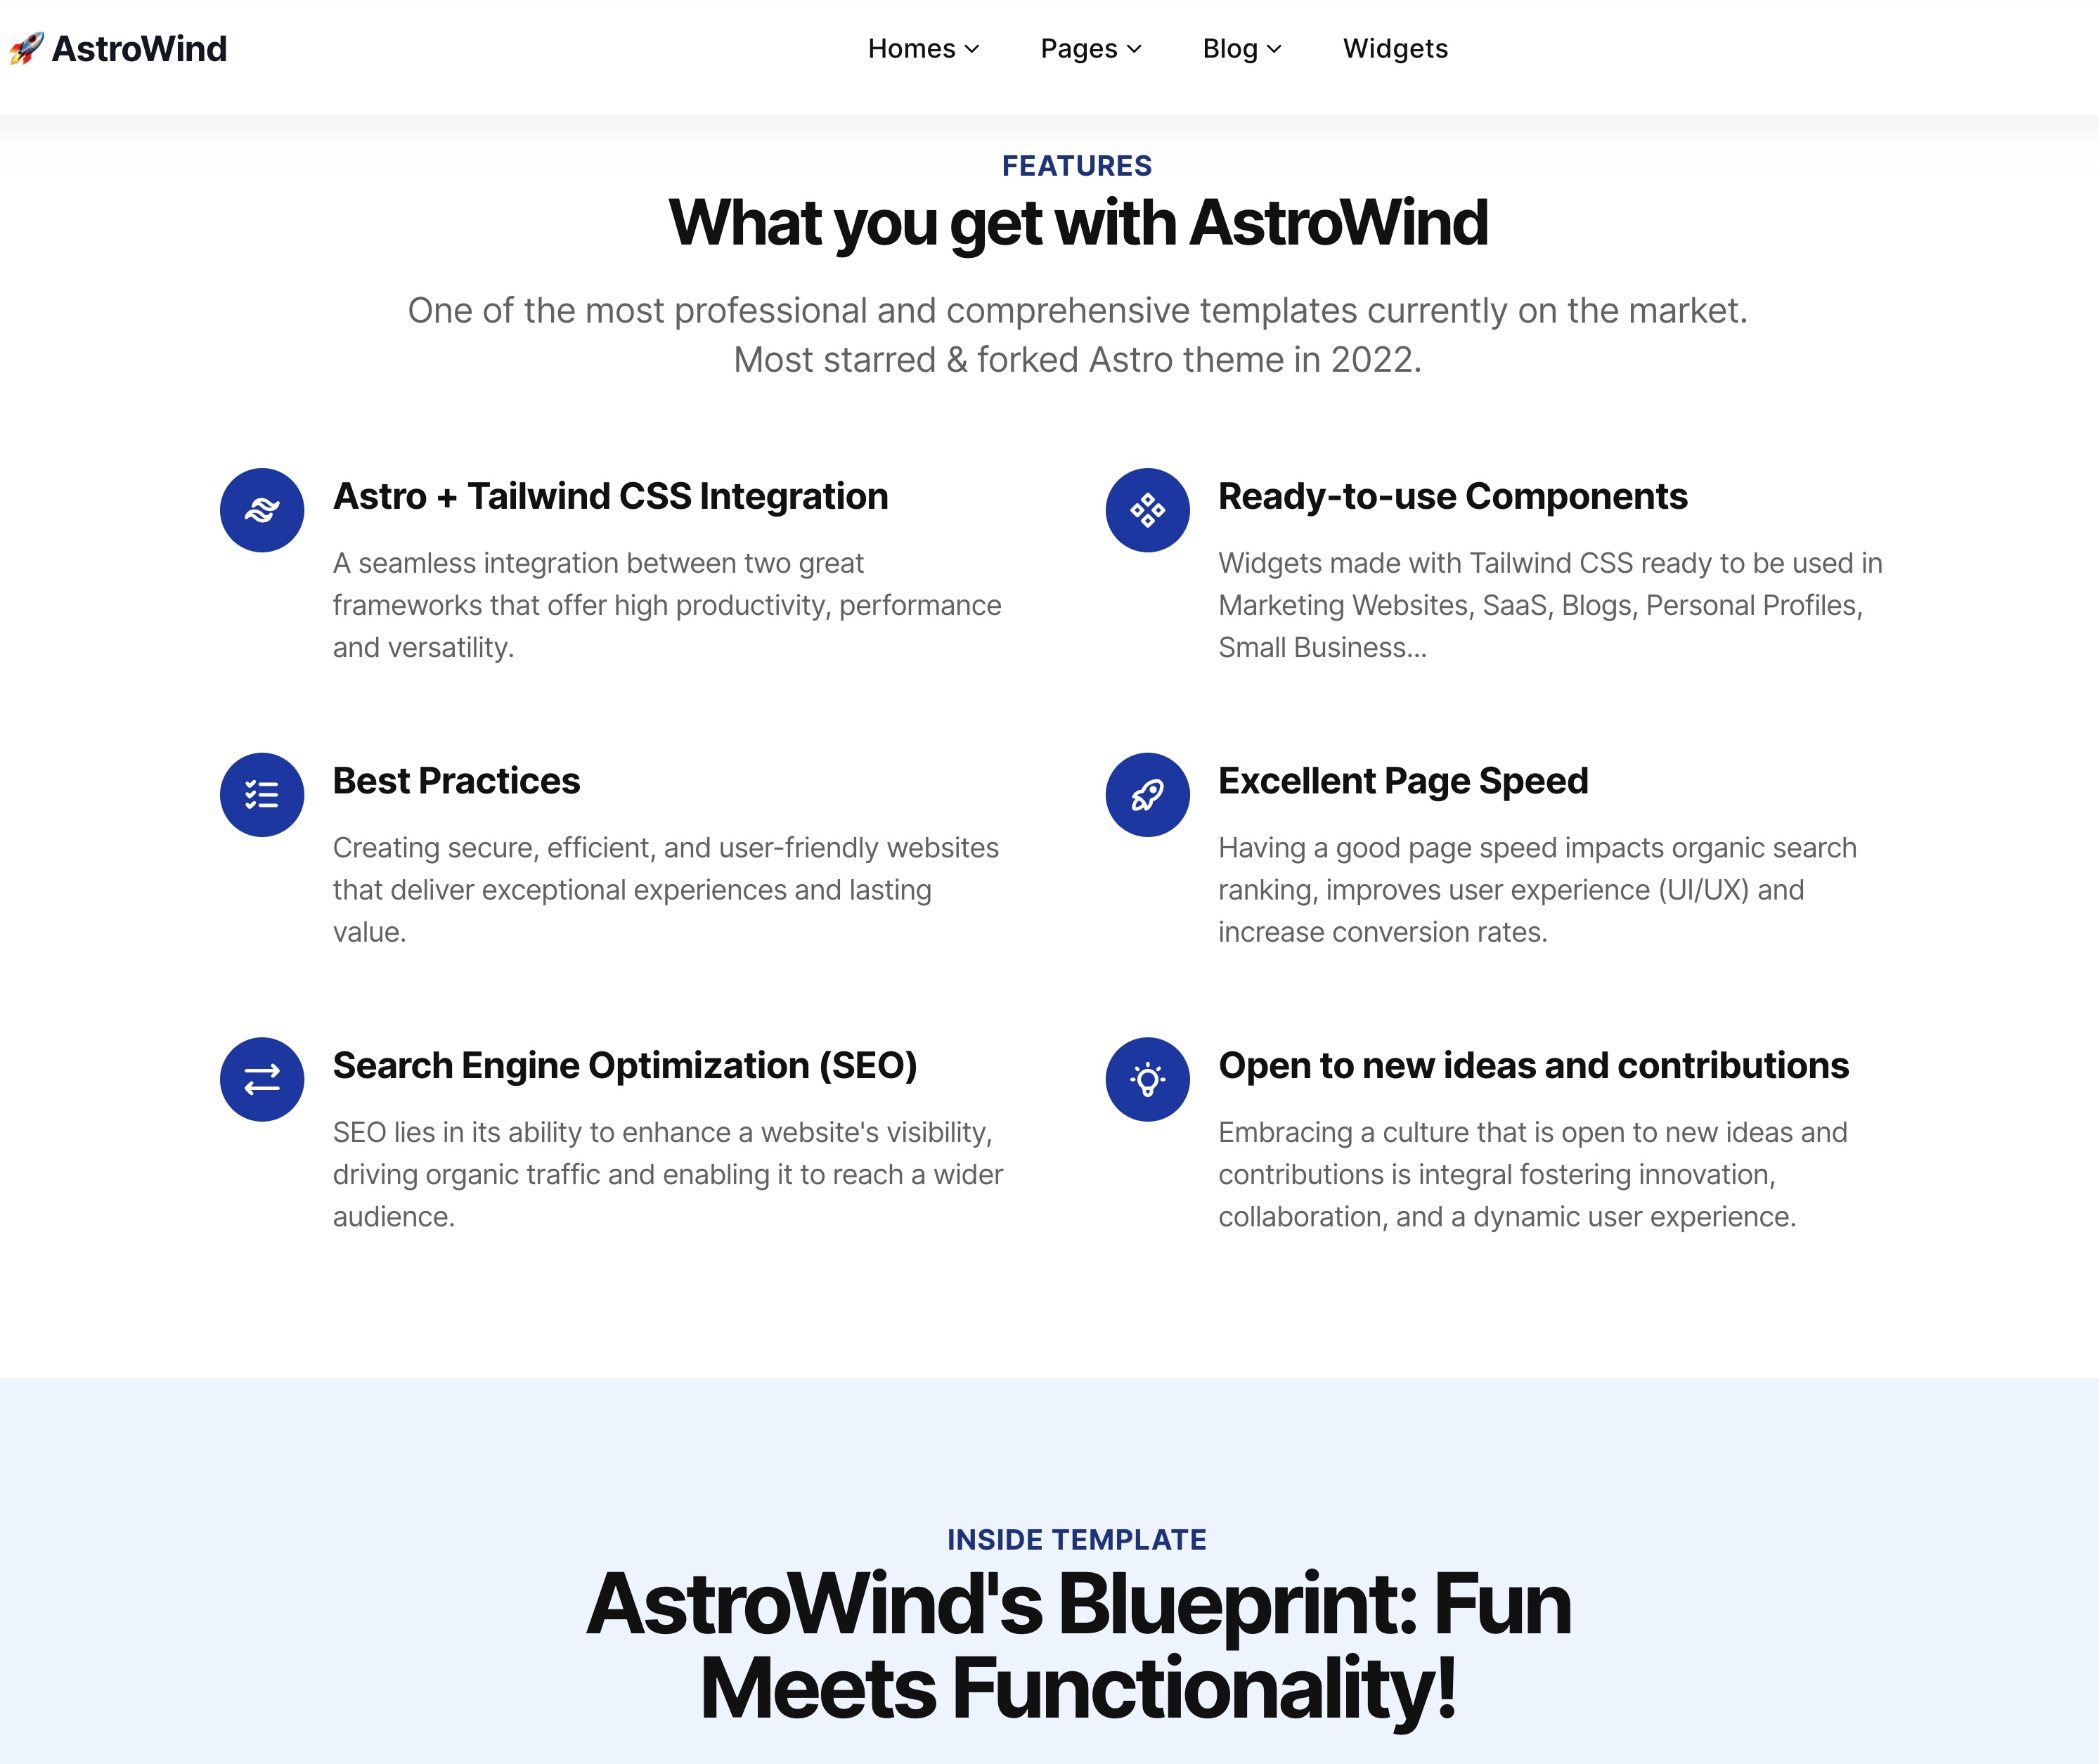 🚀 AstroWind
Homes
Pages
Blog
Widgets
FEATURES
What you get with AstroWind
One of the most professional and comprehensive templates currently on the market.
Most starred & forked Astro theme in 2022.
Astro + Tailwind CSS Integration
A seamless integration between two great
frameworks that offer high productivity, performance
and versatility.
Ready-to-use Components
Widgets made with Tailwind CSS ready to be used in
Marketing Websites, SaaS, Blogs, Personal Profiles,
Small Business...
Best Practices
Creating secure, efficient, and user-friendly websites
that deliver exceptional experiences and lasting
value.
Excellent Page Speed
Having a good page speed impacts organic search
ranking, improves user experience (UI/UX) and
increase conversion rates.
Search Engine Optimization (SEO)
SEO lies in its ability to enhance a website's visibility,
driving organic traffic and enabling it to reach a wider
audience.
Open to new ideas and contributions
Embracing a culture that is open to new ideas and
contributions is integral fostering innovation,
collaboration, and a dynamic user experience.
INSIDE TEMPLATE
AstroWind's Blueprint: Fun
Meets Functionality!